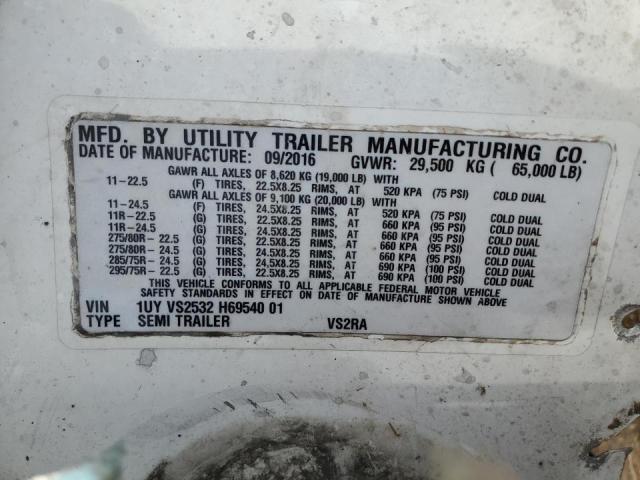 MFD. BY UTILITY TRAILER MANUFACTURING CO.
DATE OF MANUFACTURE: 09/2016 GVWR: 29,500 KG ( 65,000 LB)
GAWR ALL AXLES OF 8,620 KG (19,000 LB) WITH
11-22.5 (F) TIRES, 22.5X8.25 RIMS, AT 520 KPA (75 PSI) COLD DUAL
GAWR ALL AXLES OF 9,100 KG (20,000 LB) WITH
11-24.5 (F) TIRES, 24.5X8.25 RIMS, AT 520 KPA (75 PSI) COLD DUAL
11R-22.5 (G) TIRES, 22.5X8.25 RIMS, AT 660 KPA (95 PSI) COLD DUAL
11R-24.5 (G) TIRES, 24.5X8.25 RIMS, AT 660 KPA (95 PSI) COLD DUAL
275/80R- 22.5 (G) TIRES, 22.5X8.25 RIMS, AT 660 KPA (95 PSI) COLD DUAL
275/80R- 24.5 (G) TIRES, 24.5X8.25 RIMS, AT 660 KPA (95 PSI) COLD DUAL
285/75R- 24.5 (G) TIRES, 24.5X8.25 RIMS, AT 690 KPA (100 PSI) COLD DUAL
295/75R- 22.5 (G) TIRES, 22.5X8.25 RIMS, AT 690 KPA (100 PSI) COLD DUAL
THIS VEHICLE CONFORMS TO ALL APPLICABLE FEDERAL MOTOR VEHICLE
SAFETY STANDARDS IN EFFECT ON DATE OF MANUFACTURE SHOWN ABOVE
VIN 1UY VS2532 H69540 01
TYPE SEMI TRAILER VS2RA